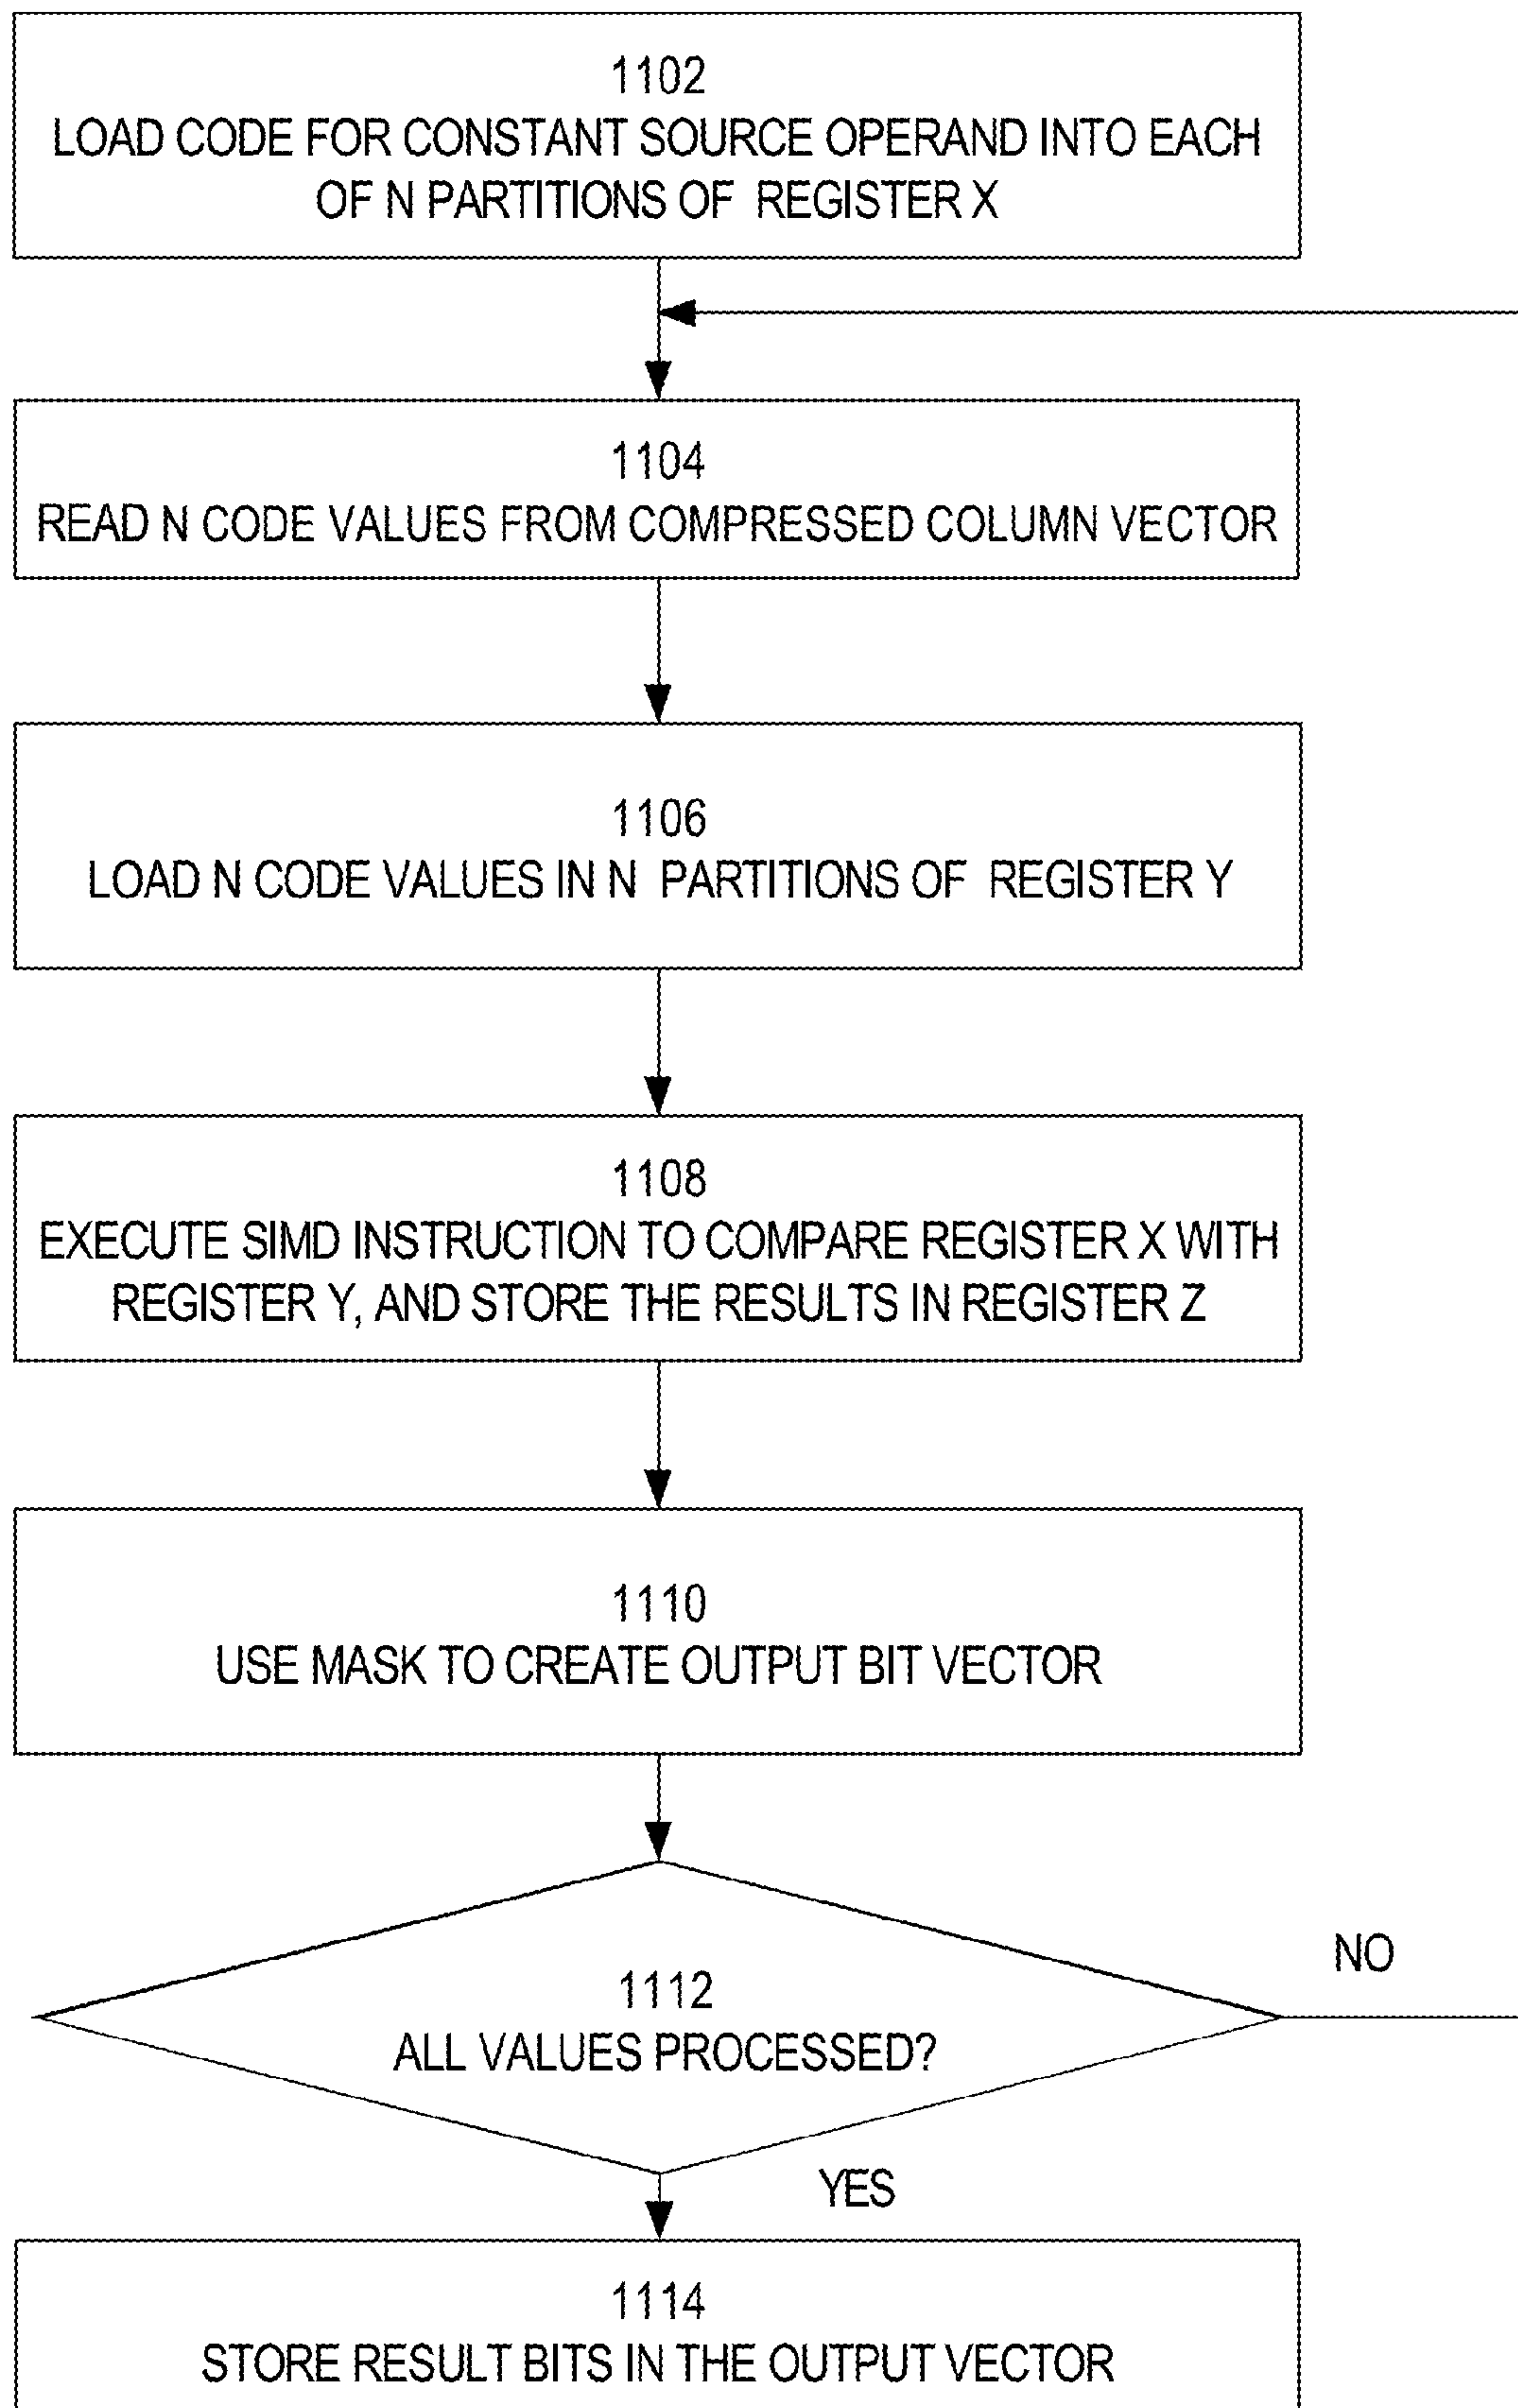 1102
LOAD CODE FOR CONSTANT SOURCE OPERAND INTO EACH
OF N PARTITIONS OF REGISTER X
1104
READ N CODE VALUES FROM COMPRESSED COLUMN VECTOR
1106
LOAD N CODE VALUES IN N PARTITIONS OF REGISTER Y
1108
EXECUTE SIMD INSTRUCTION TO COMPARE REGISTER X WITH
REGISTER Y, AND STORE THE RESULTS IN REGISTER Z
1110
USE MASK TO CREATE OUTPUT BIT VECTOR
NO
1112
ALL VALUES PROCESSED?
YES
1114
STORE RESULT BITS IN THE OUTPUT VECTOR